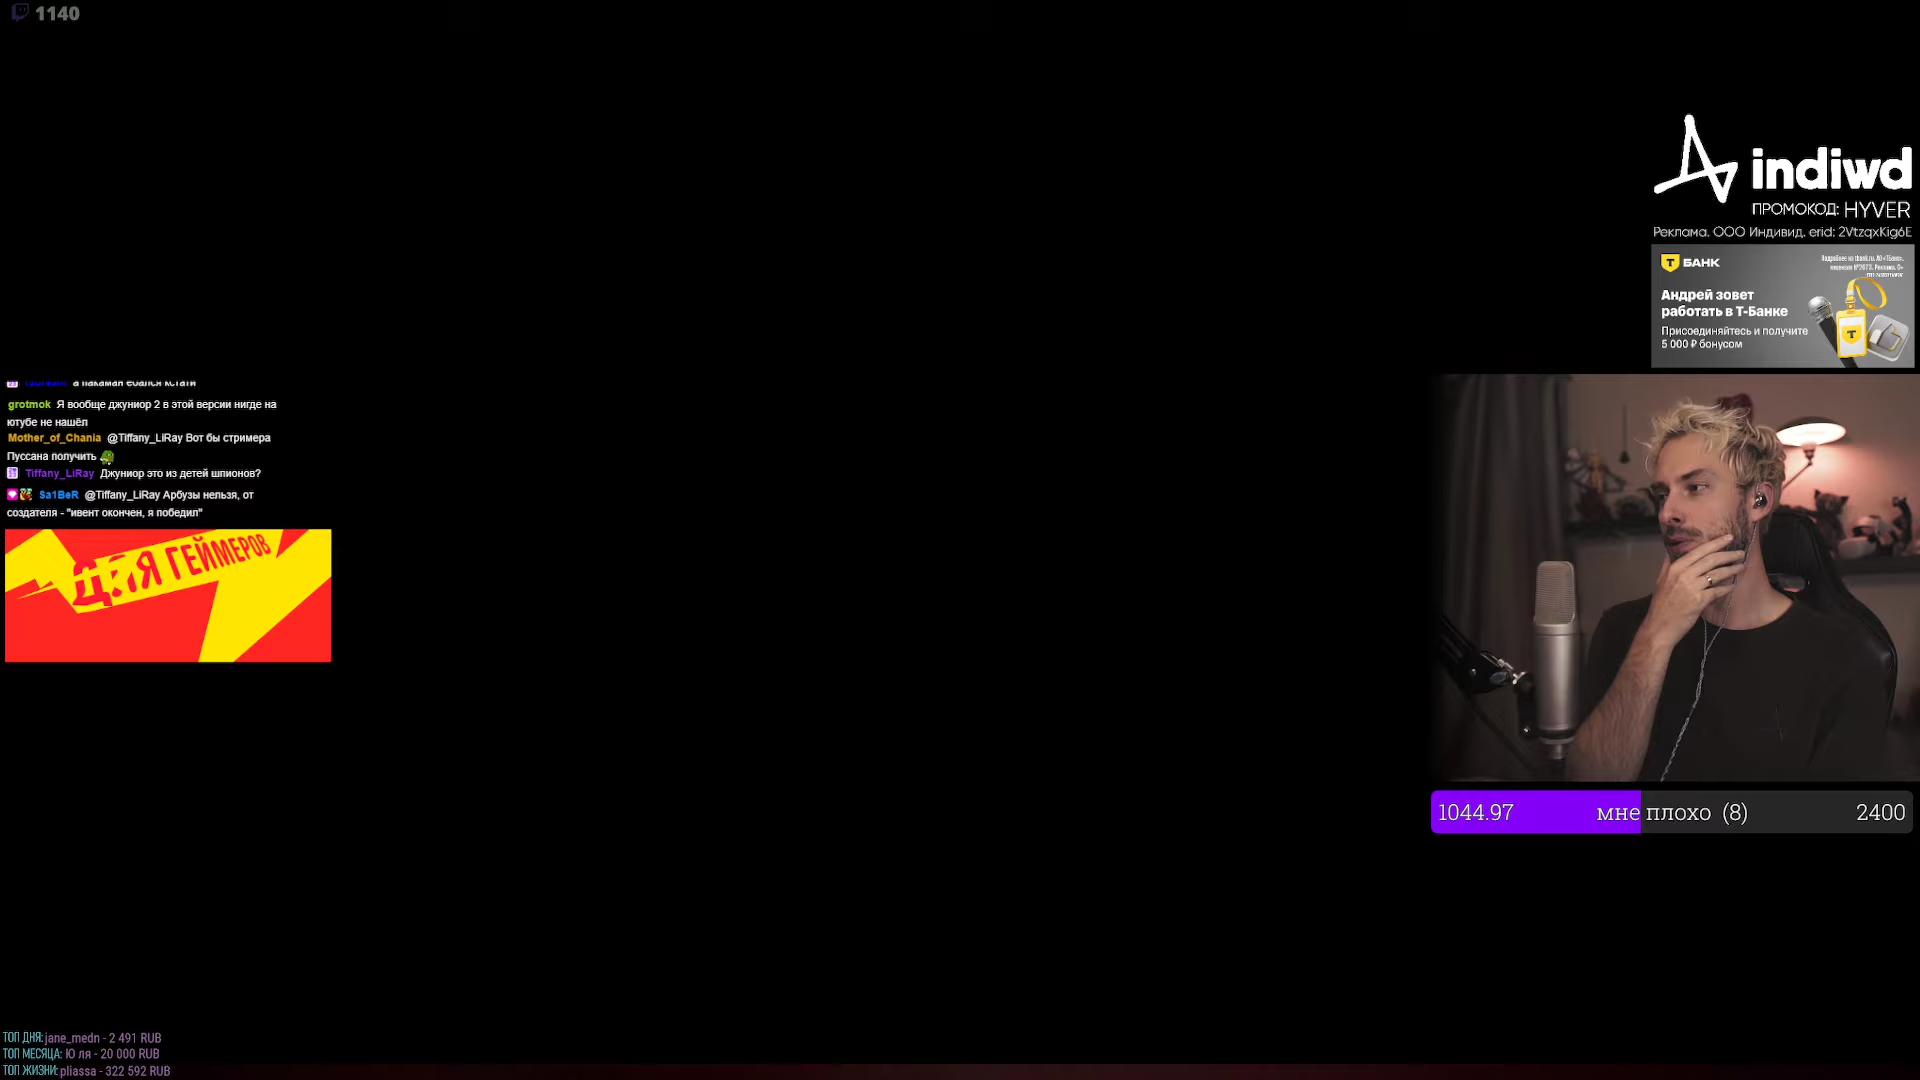 1140
indiwd
ПРОМОКОД: HYVER
Реклама. ООО Индивид. erid: 2VtzqxKig6E
Т БАНК
Андрей зовет
работать в Т-Банке
Присоединяйтесь и получите
5 000 ₽ бонусом
grotmok Я вообще джуниор 2 в этой версии нигде на
ютубе не нашёл
Mother_of_Chania @Tiffany_LiRay Вот бы стримера
Пуссана получить
Tiffany_LiRay Джуниор это из детей шпионов?
Sa1BeR @Tiffany_LiRay Арбузы нельзя, от
создателя - "ивент окончен, я победил"
ДЛЯ ГЕЙМЕРОВ
1044.97 мне плохо (8) 2400
ТОП ДНЯ: jane_medn - 2 491 RUB
ТОП МЕСЯЦА: Ю ля - 20 000 RUB
ТОП ЖИЗНИ: pliassa - 322 592 RUB